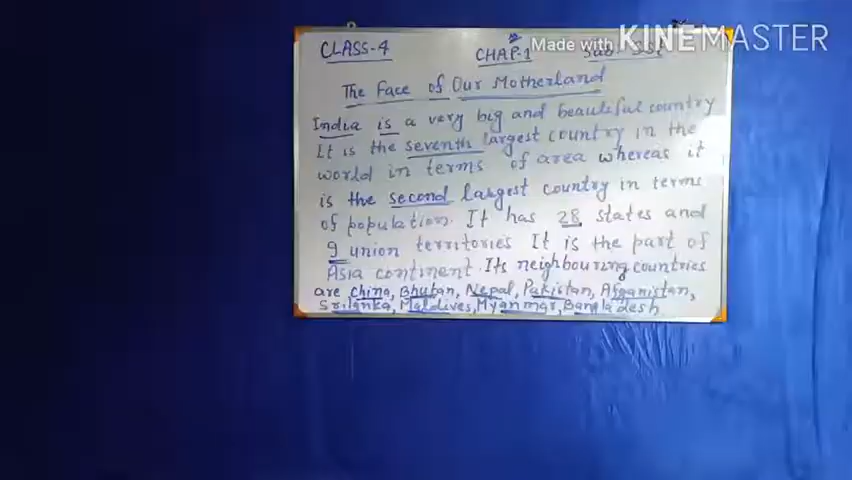 CLASS-4 CHAP-1 Sub: SSt
Made with KINEMASTER
The Face of Our Motherland
India is a very big and beautiful country
It is the seventh largest country in the
world in terms of area whereas it
is the second largest country in terms
of population. It has 28 states and
9 union territories It is the part of
Asia continent. Its neighbouring countries
are china, Bhutan, Nepal, Pakistan, Afganistan,
Srilanka, Maldives, Myanmar, Bangladesh